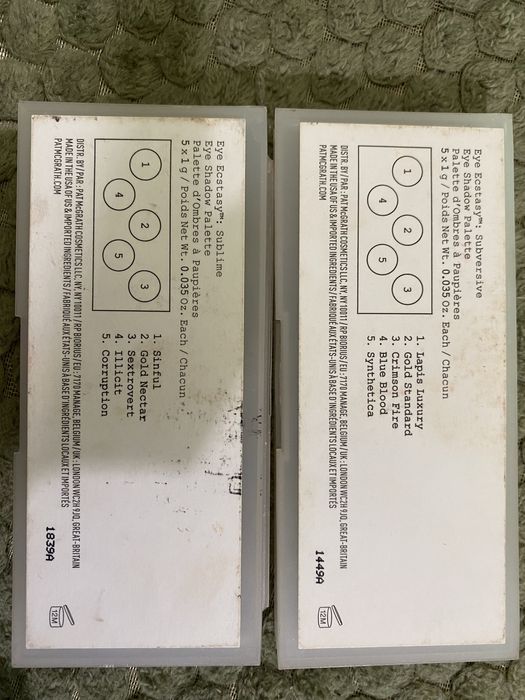 Eye Ecstasy™: Subversive
Eye Shadow Palette
Palette d'Ombres à Paupières
5 x 1 g / Poids Net Wt. 0.035 Oz. Each / Chacun
1
2
3
4
5
1. Lapis Luxury
2. Gold Standard
3. Crimson Fire
4. Blue Blood
5. Synthetica
DISTR. BY/PAR : PAT McGRATH COSMETICS LLC, NY, NY 10011 / RP BIORIUS / EU : 7170 MANAGE, BELGIUM / UK : LONDON WC2H 9JQ, GREAT-BRITAIN
MADE IN THE USA OF US & IMPORTED INGREDIENTS / FABRIQUÉ AUX ÉTATS-UNIS À BASE D'INGRÉDIENTS LOCAUX ET IMPORTÉS
PATMCGRATH.COM
1449A
12M
Eye Ecstasy™: Sublime
Eye Shadow Palette
Palette d'Ombres à Paupières
5 x 1 g / Poids Net Wt. 0.035 Oz. Each / Chacun
1
2
3
4
5
1. Sinful
2. Gold Nectar
3. Sextrovert
4. Illicit
5. Corruption
DISTR. BY/PAR : PAT McGRATH COSMETICS LLC, NY, NY 10011 / RP BIORIUS / EU : 7170 MANAGE, BELGIUM / UK : LONDON WC2H 9JQ, GREAT-BRITAIN
MADE IN THE USA OF US & IMPORTED INGREDIENTS / FABRIQUÉ AUX ÉTATS-UNIS À BASE D'INGRÉDIENTS LOCAUX ET IMPORTÉS
PATMCGRATH.COM
1839A
12M